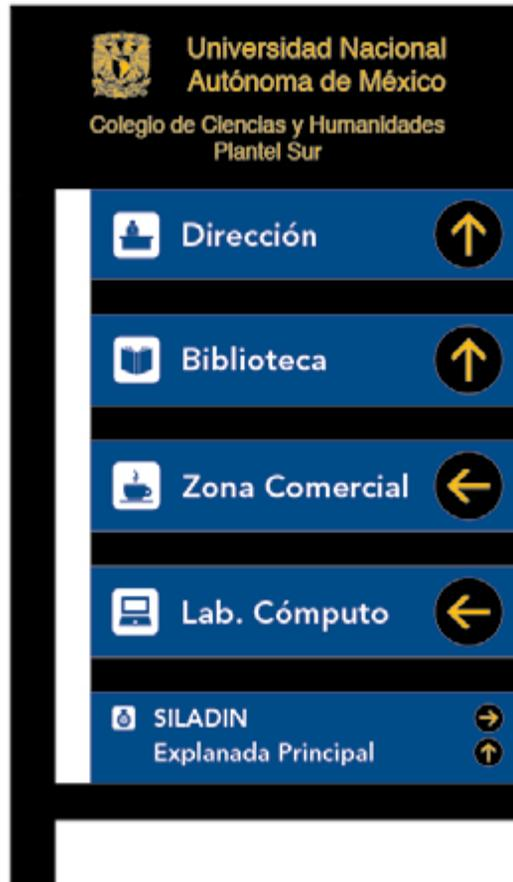 Universidad Nacional
Autónoma de México
Colegio de Ciencias y Humanidades
Plantel Sur
Dirección
Biblioteca
Zona Comercial
Lab. Cómputo
SILADIN
Explanada Principal